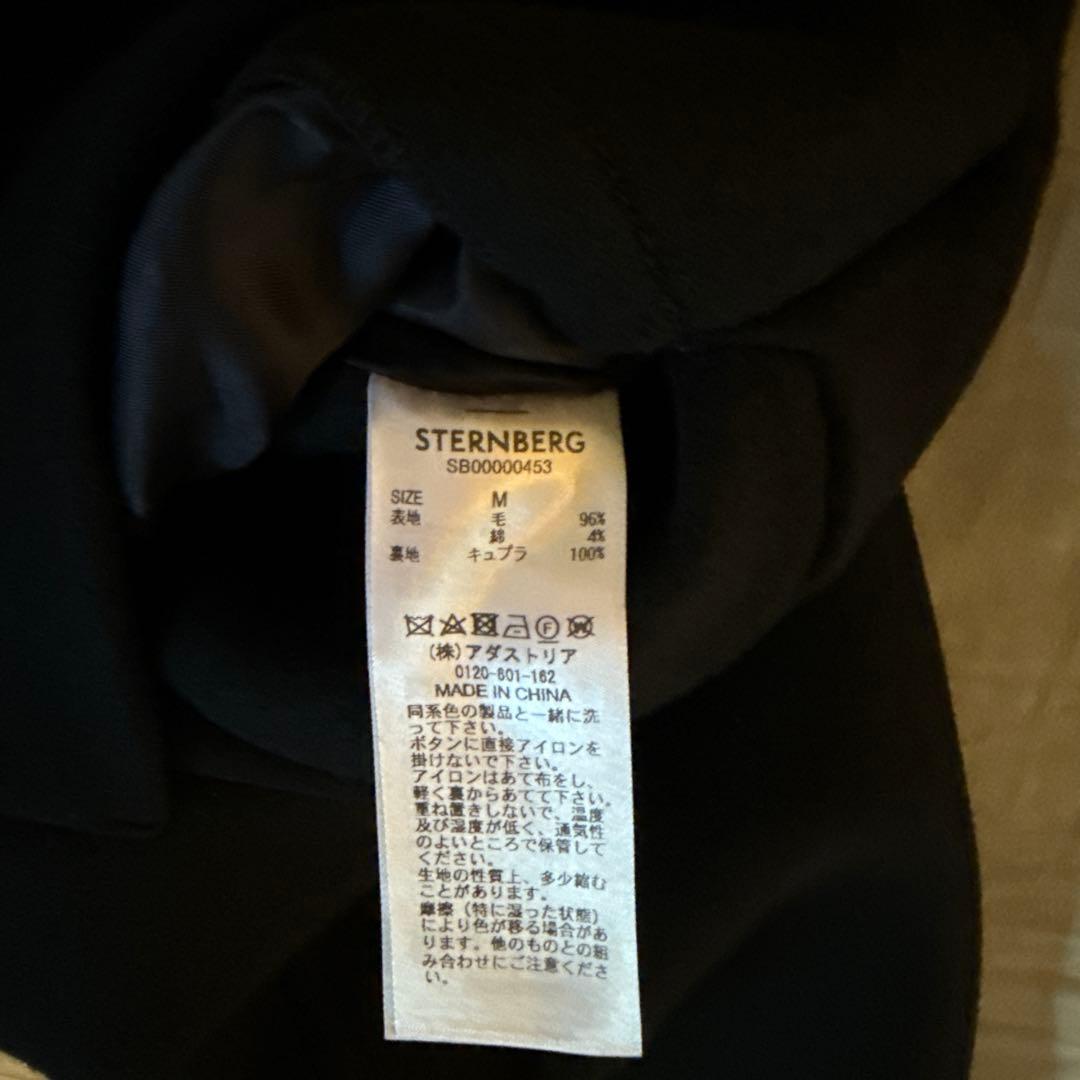 STERNBERG
SB00000453
SIZE M
表地 毛 96%
綿 4%
裏地 キュプラ 100%
F W
(株)アダストリア
0120-601-162
MADE IN CHINA
同系色の製品と一緒に洗
って下さい。
ボタンに直接アイロンを
掛けないで下さい。
アイロンはあて布をし、
軽く裏からあてて下さい。
重ね置きしないで、温度
及び湿度が低く、通気性
のよいところで保管して
ください。
生地の性質上、多少縮む
ことがあります。
摩擦（特に湿った状態）
により色が移る場合があ
ります。他のものとの組
み合わせにご注意くださ
い。